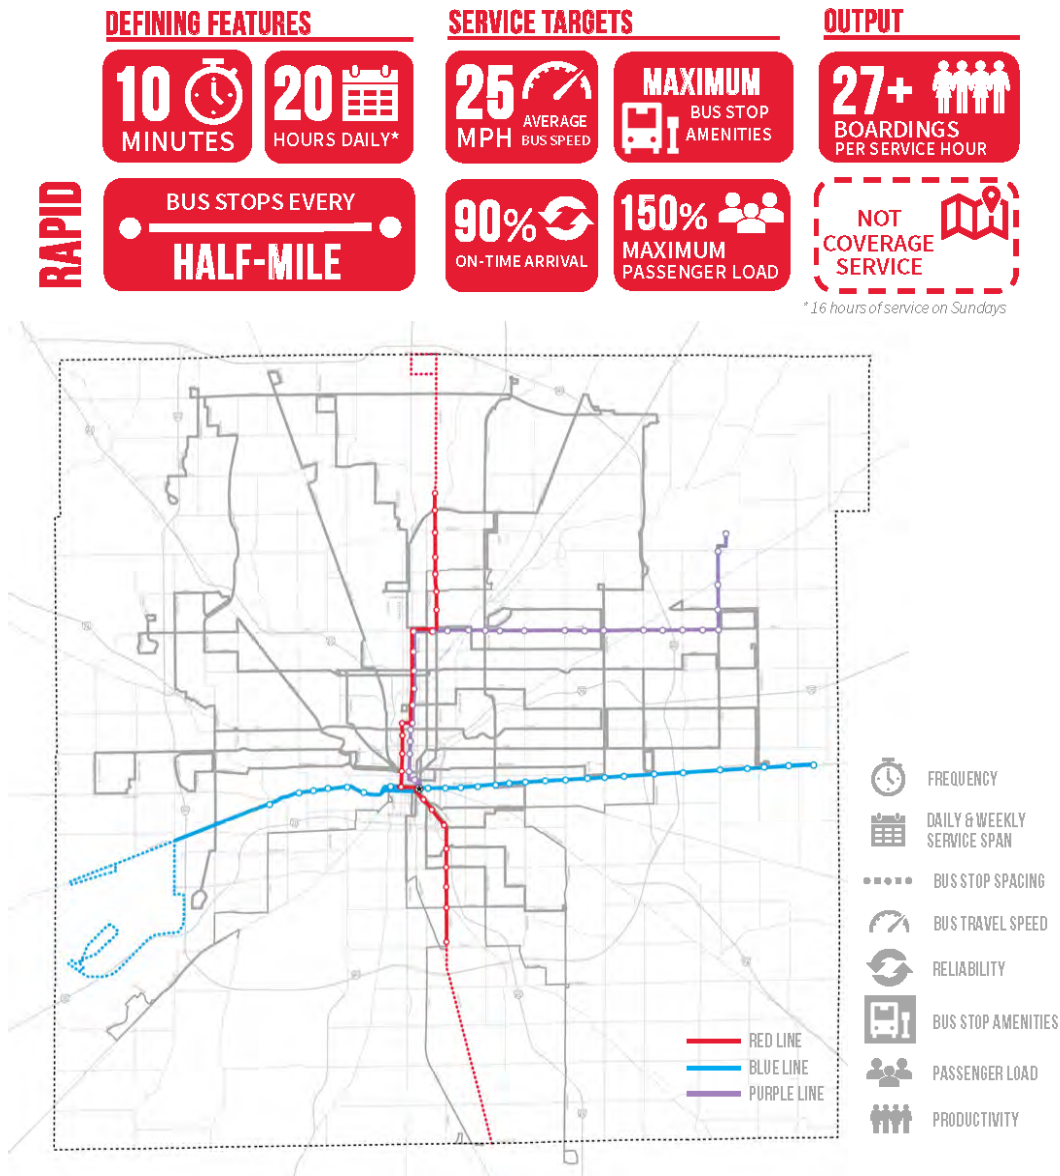 DEFINING FEATURES
SERVICE TARGETS
OUTPUT
10
MINUTES
20
HOURS DAILY*
25
MPH
AVERAGE
BUS SPEED
MAXIMUM
BUS STOP
AMENITIES
27+
BOARDINGS
PER SERVICE HOUR
RAPID
BUS STOPS EVERY
HALF-MILE
90%
ON-TIME ARRIVAL
150%
MAXIMUM
PASSENGER LOAD
NOT
COVERAGE
SERVICE
* 16 hours of service on Sundays
FREQUENCY
DAILY & WEEKLY
SERVICE SPAN
BUS STOP SPACING
BUS TRAVEL SPEED
RELIABILITY
BUS STOP AMENITIES
PASSENGER LOAD
PRODUCTIVITY
RED LINE
BLUE LINE
PURPLE LINE